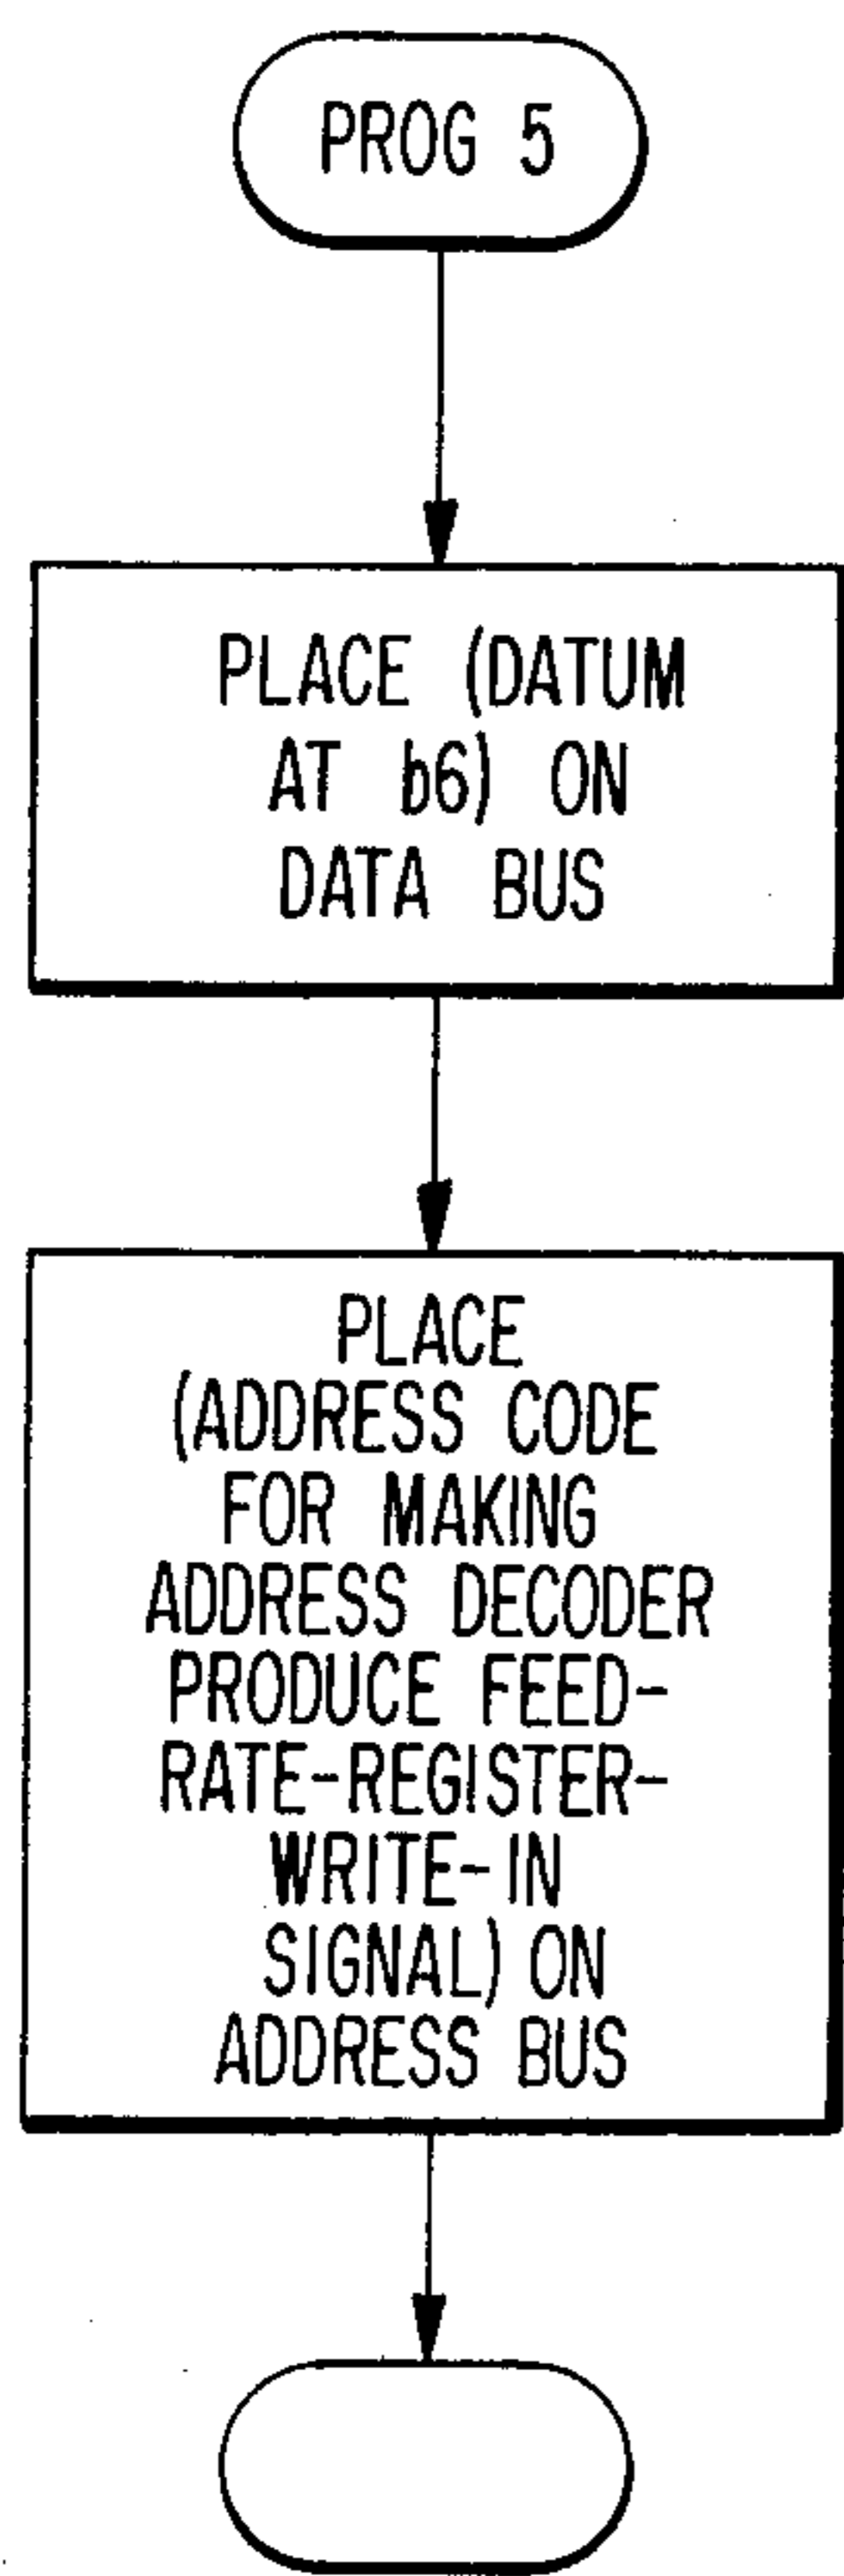 PROG 5
PLACE (DATUM
AT b6) ON
DATA BUS
PLACE
(ADDRESS CODE
FOR MAKING
ADDRESS DECODER
PRODUCE FEED-
RATE-REGISTER-
WRITE-IN
SIGNAL) ON
ADDRESS BUS